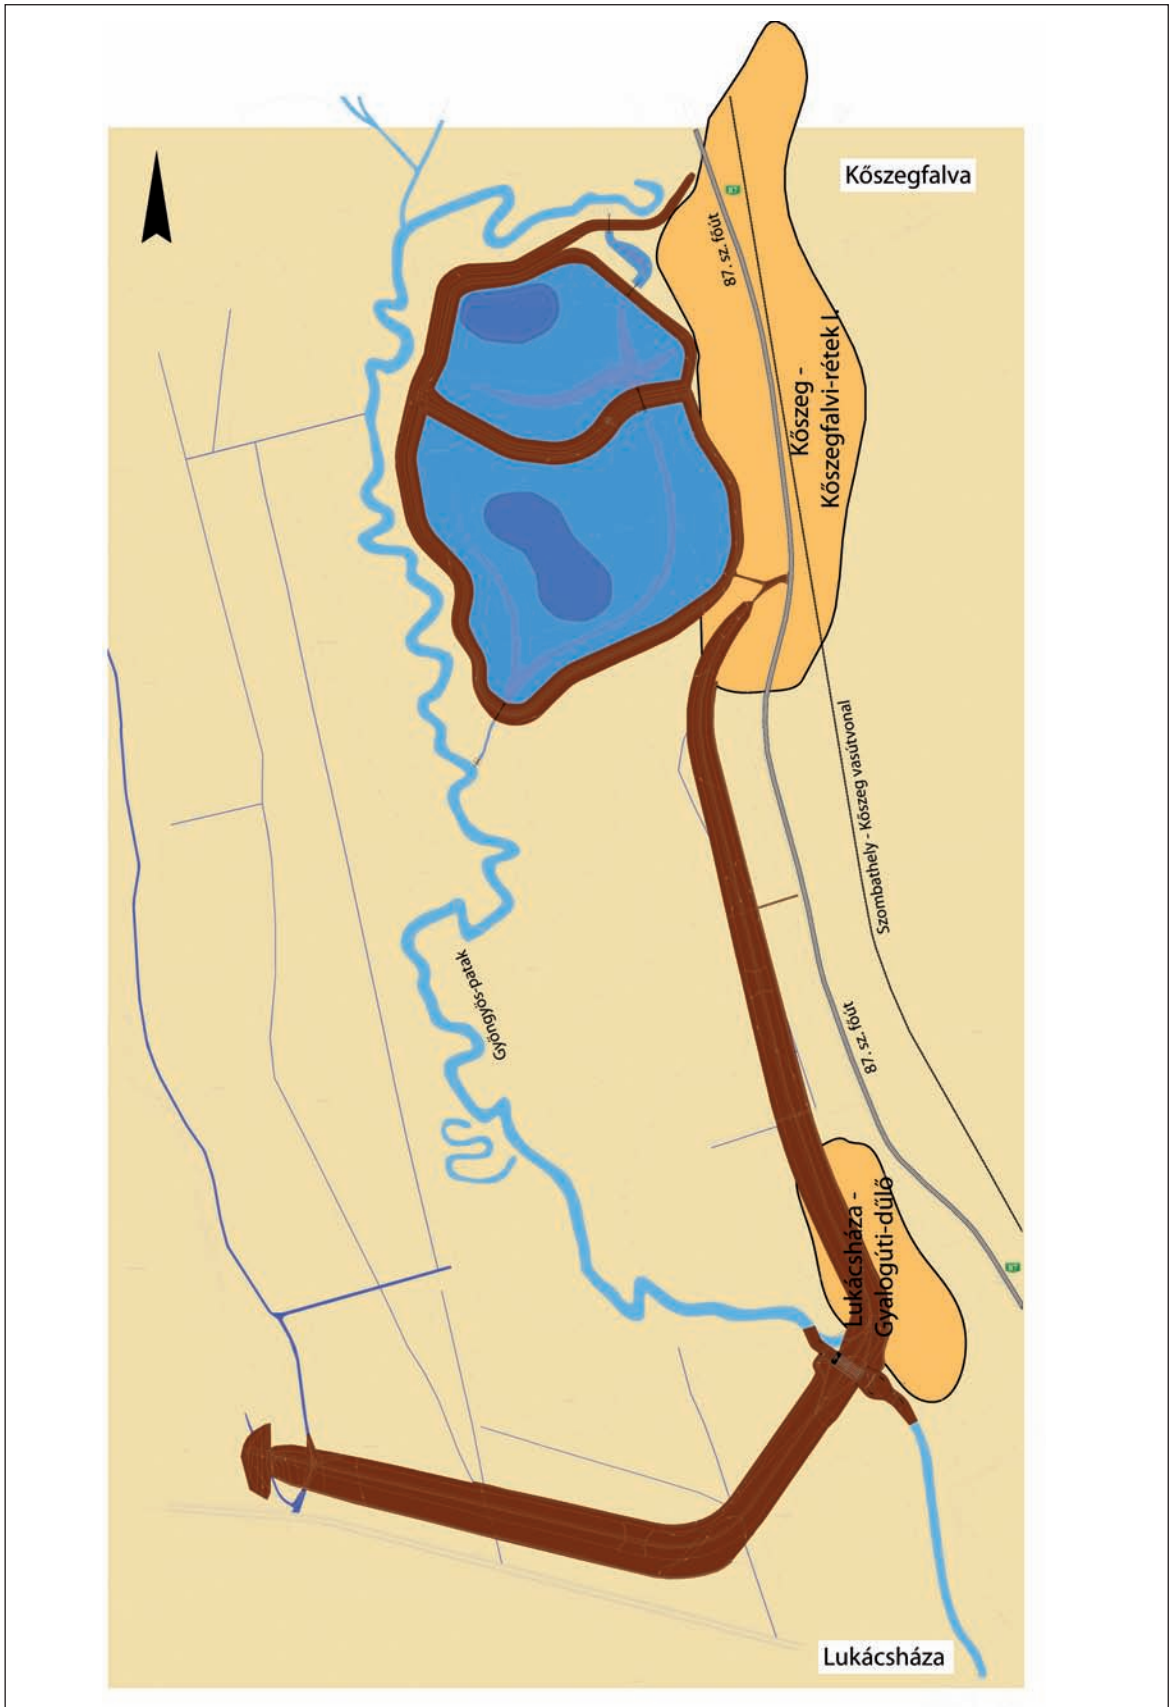 Kőszegfalva
87. sz. főút
Kőszeg -
Kőszegfalvi-rétek I.
Szombathely - Kőszeg vasútvonal
Gyöngyös-patak
87. sz. főút
Lukácsháza -
Gyalogúti-dűlő
Lukácsháza